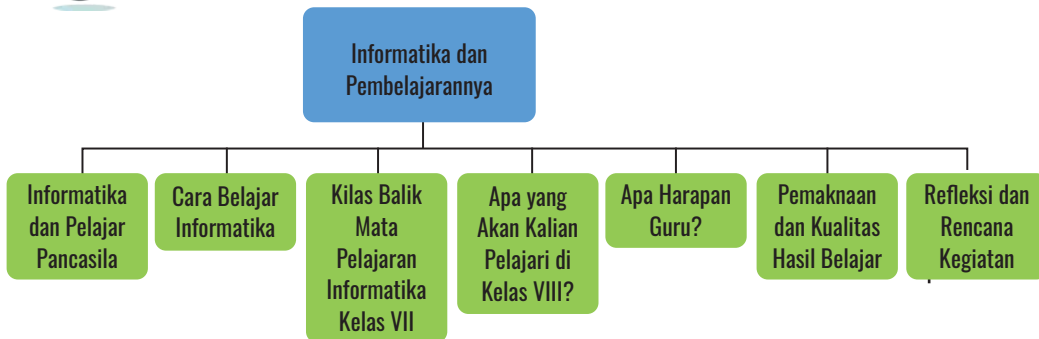 Informatika dan
Pembelajarannya
Informatika
dan Pelajar
Pancasila
Cara Belajar
Informatika
Kilas Balik
Mata
Pelajaran
Informatika
Kelas VII
Apa yang
Akan Kalian
Pelajari di
Kelas VIII?
Apa Harapan
Guru?
Pemaknaan
dan Kualitas
Hasil Belajar
Refleksi dan
Rencana
Kegiatan